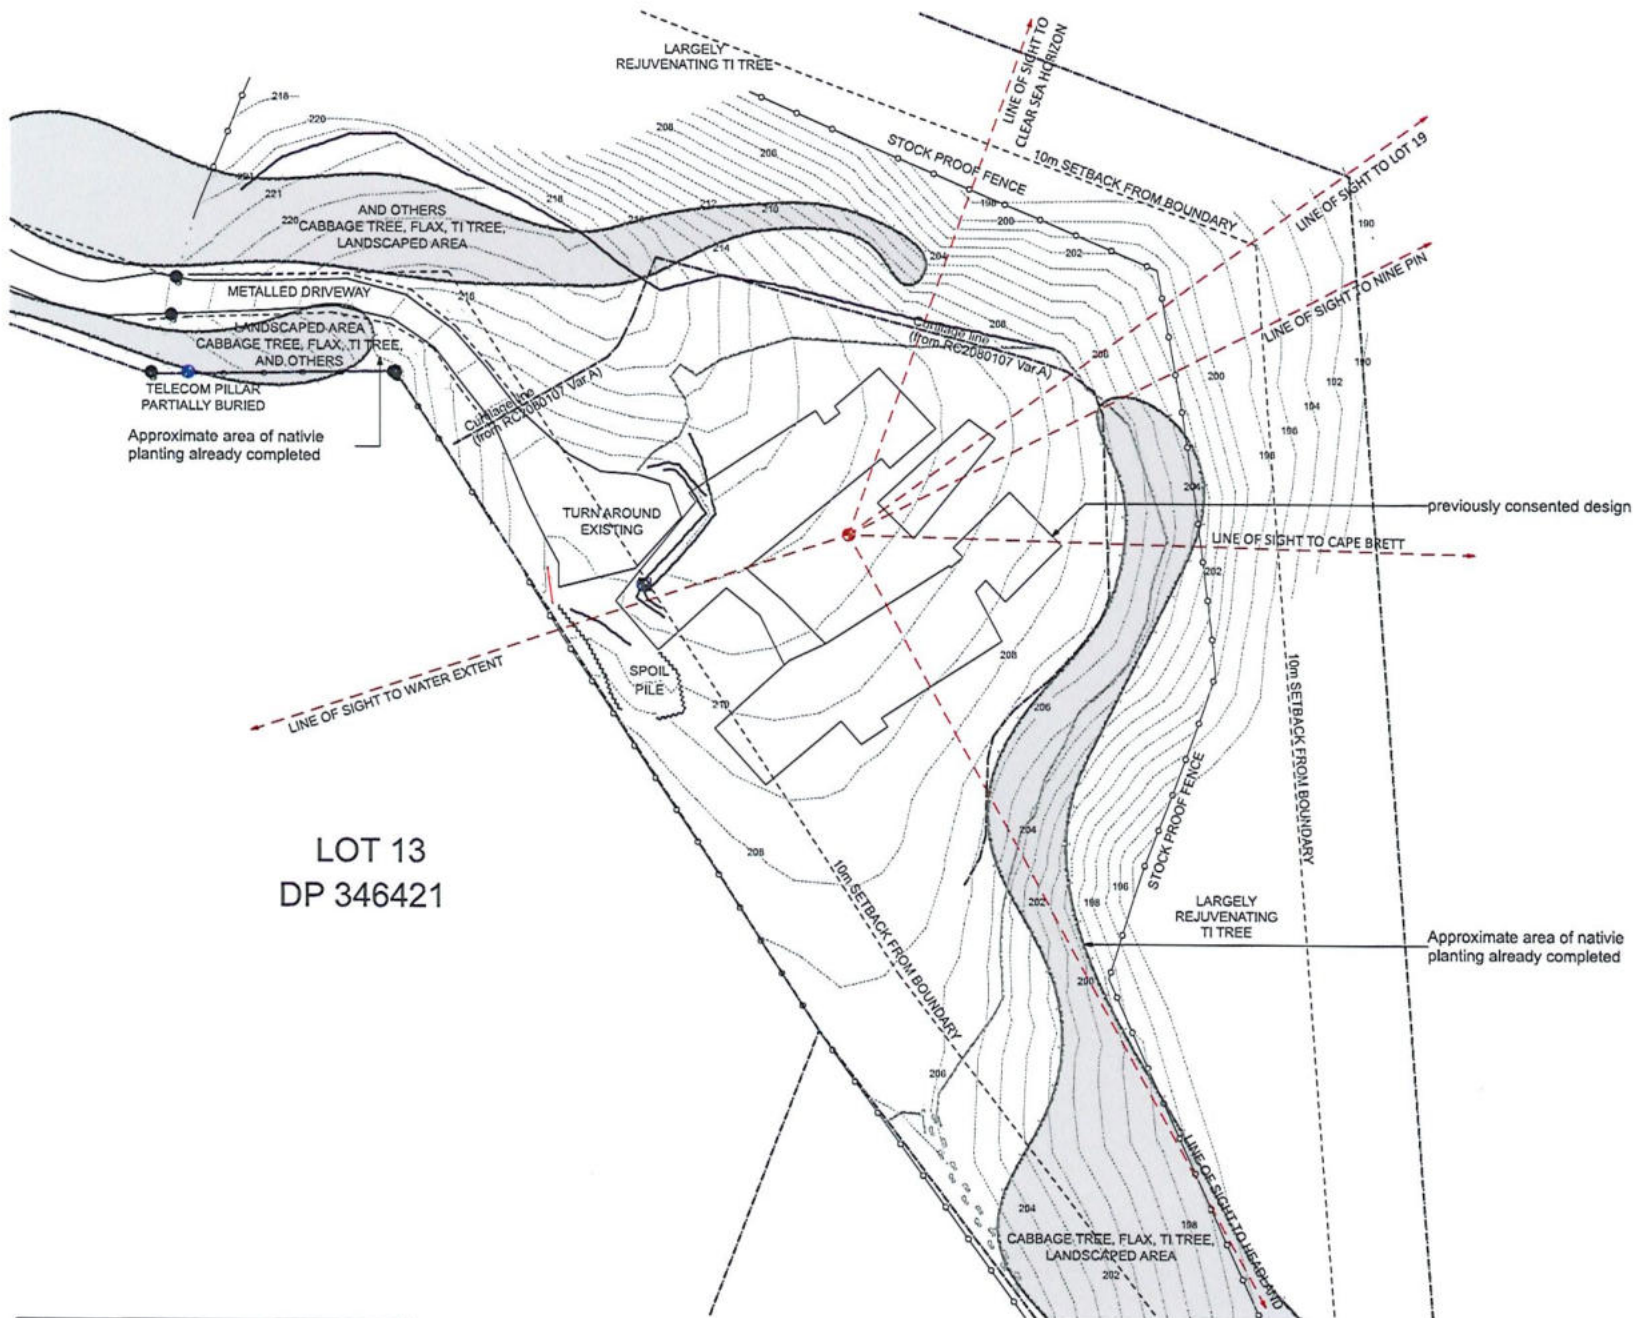 LARGELY
REJUVENATING TI TREE
LINE OF SIGHT TO
CLEAR SEA HORIZON
STOCK PROOF FENCE
10m SETBACK FROM BOUNDARY
LINE OF SIGHT TO LOT 19
LINE OF SIGHT TO NINE PIN
218
220
221
221
220
218
216
216
208
206
212
210
214
204
198
200
202
190
AND OTHERS
CABBAGE TREE, FLAX, TI TREE,
LANDSCAPED AREA
METALLED DRIVEWAY
LANDSCAPED AREA
CABBAGE TREE, FLAX, TI TREE,
AND OTHERS
TELECOM PILLAR
PARTIALLY BURIED
Approximate area of nativie
planting already completed
Curtilage line
(from RC2080107 Var.A)
Curtilage line
(from RC2080107 Var.A)
208
206
200
190
192
194
196
198
204
TURN AROUND
EXISTING
previously consented design
LINE OF SIGHT TO CAPE BRETT
202
LINE OF SIGHT TO WATER EXTENT
SPOIL
PILE
210
208
206
10m SETBACK FROM BOUNDARY
STOCK PROOF FENCE
204
208
LOT 13
DP 346421
10m SETBACK FROM BOUNDARY
202
198
196
LARGELY
REJUVENATING
TI TREE
Approximate area of nativie
planting already completed
200
206
LINE OF SIGHT TO HEADLAND
204
198
CABBAGE TREE, FLAX, TI TREE,
LANDSCAPED AREA
202